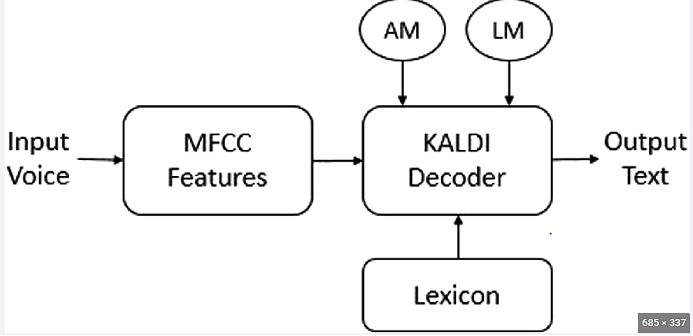 AM
LM
Input
Voice
MFCC
Features
KALDI
Decoder
Output
Text
Lexicon
685 × 337